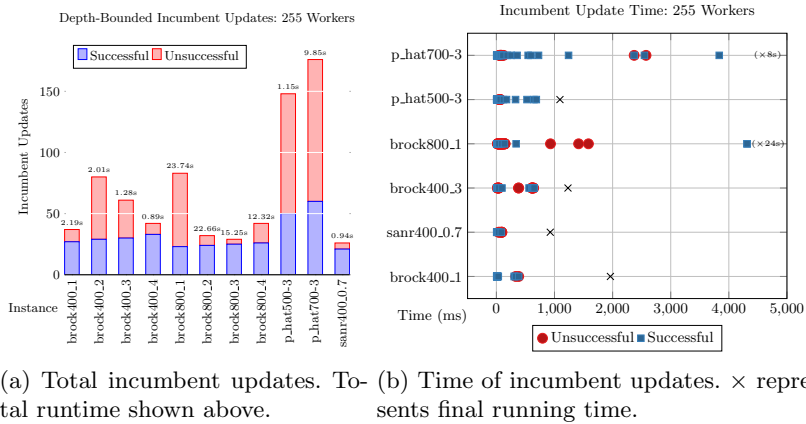 Depth-Bounded Incumbent Updates: 255 Workers
Successful Unsuccessful
Incumbent Updates
150
100
50
0
2.19s
2.01s
1.28s
0.89s
23.74s
22.66s
15.25s
12.32s
1.15s
9.85s
0.94s
Instance
brock400_1
brock400_2
brock400_3
brock400_4
brock800_1
brock800_2
brock800_3
brock800_4
p_hat500-3
p_hat700-3
sanr400_0.7
(a) Total incumbent updates. To-
tal runtime shown above.
Incumbent Update Time: 255 Workers
p_hat700-3
(×8s)
p_hat500-3
brock800_1
(×24s)
brock400_3
sanr400_0.7
brock400_1
Time (ms)
0 1,000 2,000 3,000 4,000 5,000
Unsuccessful Successful
(b) Time of incumbent updates. × repre
sents final running time.